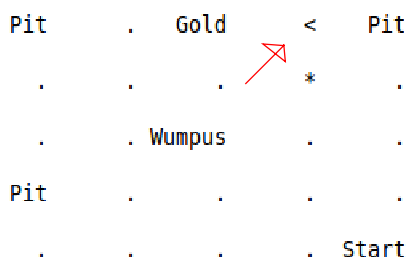 Pit . Gold < Pit
. . . * .
. . Wumpus . .
Pit . . . .
. . . . Start